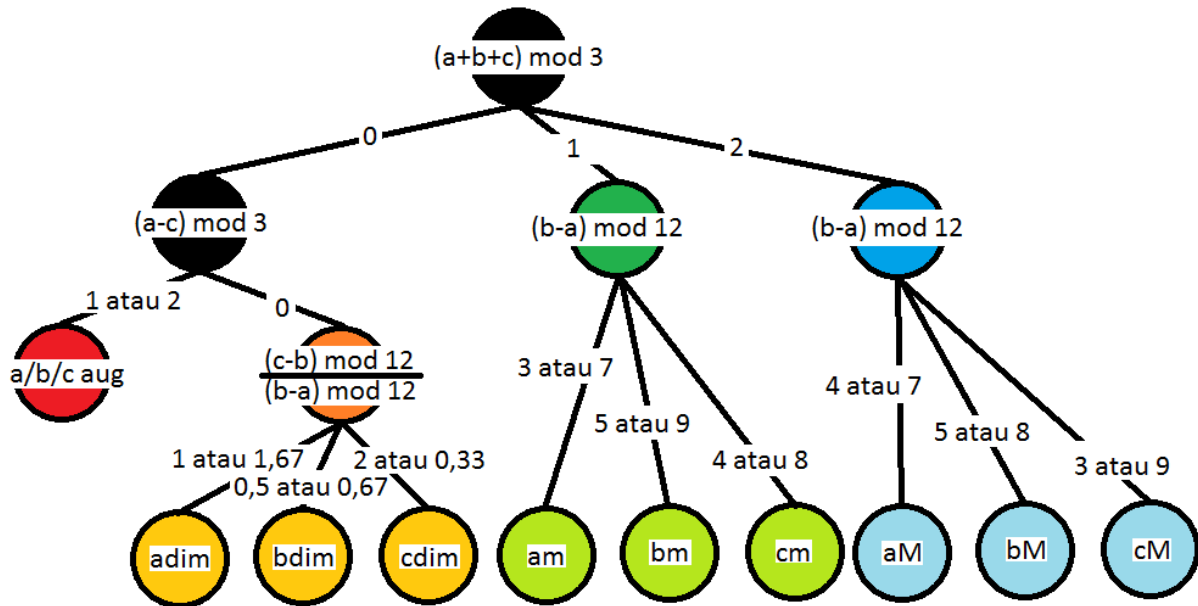 (a+b+c) mod 3
0
1
2
(a-c) mod 3
(b-a) mod 12
(b-a) mod 12
1 atau 2
0
a/b/c aug
(c-b) mod 12
(b-a) mod 12
3 atau 7
5 atau 9
4 atau 8
4 atau 7
5 atau 8
3 atau 9
1 atau 1,67
0,5 atau 0,67
2 atau 0,33
adim
bdim
cdim
am
bm
cm
aM
bM
cM